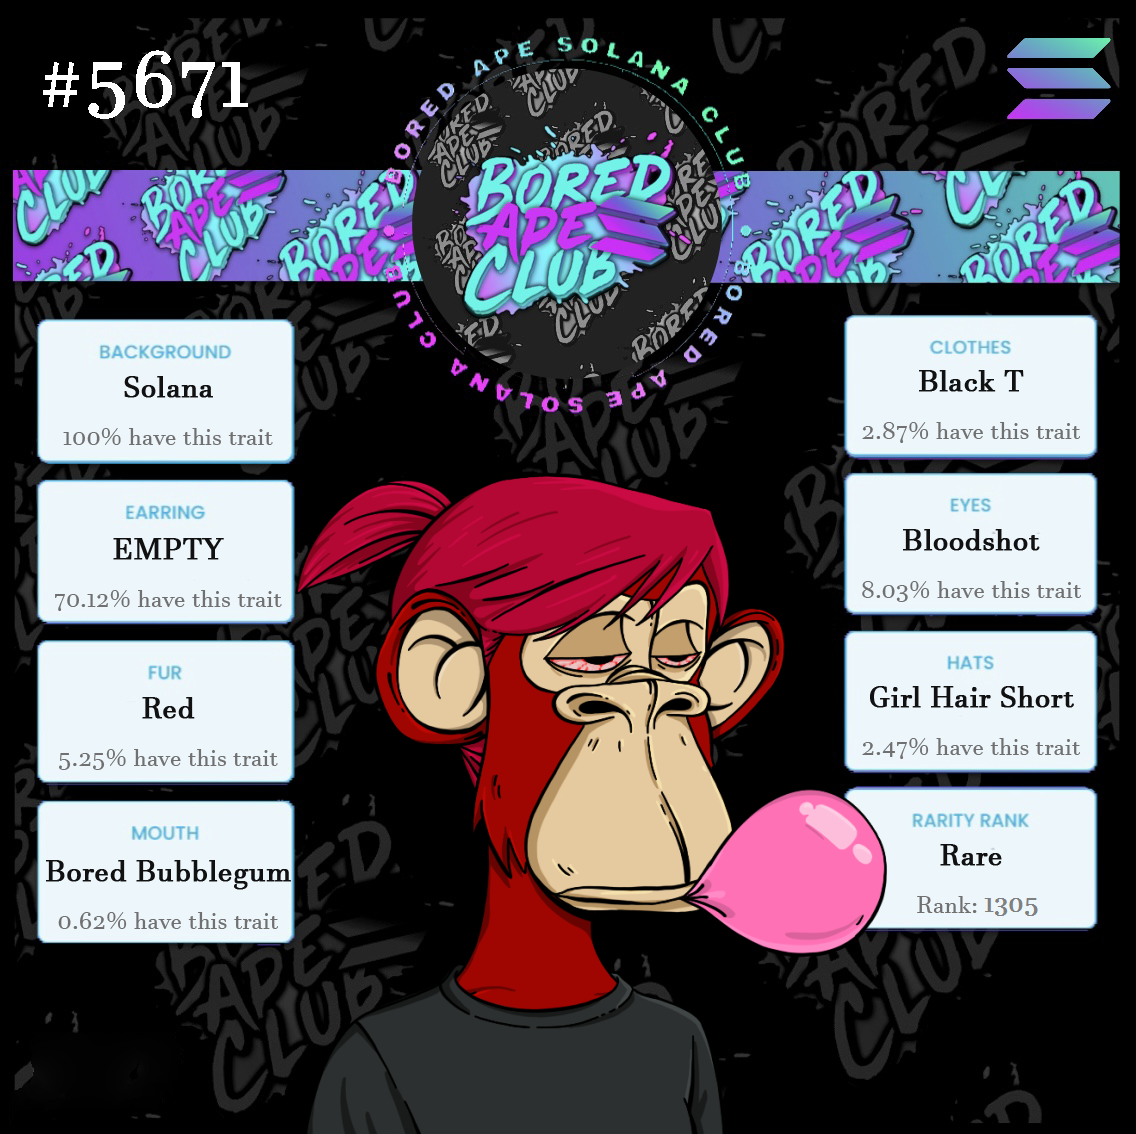 #5671
BORED APE SOLANA CLUB
BORED
APE
CLUB
BORED APE SOLANA CLUB
BACKGROUND
Solana
100% have this trait
EARRING
EMPTY
70.12% have this trait
FUR
Red
5.25% have this trait
MOUTH
Bored Bubblegum
0.62% have this trait
CLOTHES
Black T
2.87% have this trait
EYES
Bloodshot
8.03% have this trait
HATS
Girl Hair Short
2.47% have this trait
RARITY RANK
Rare
Rank: 1305